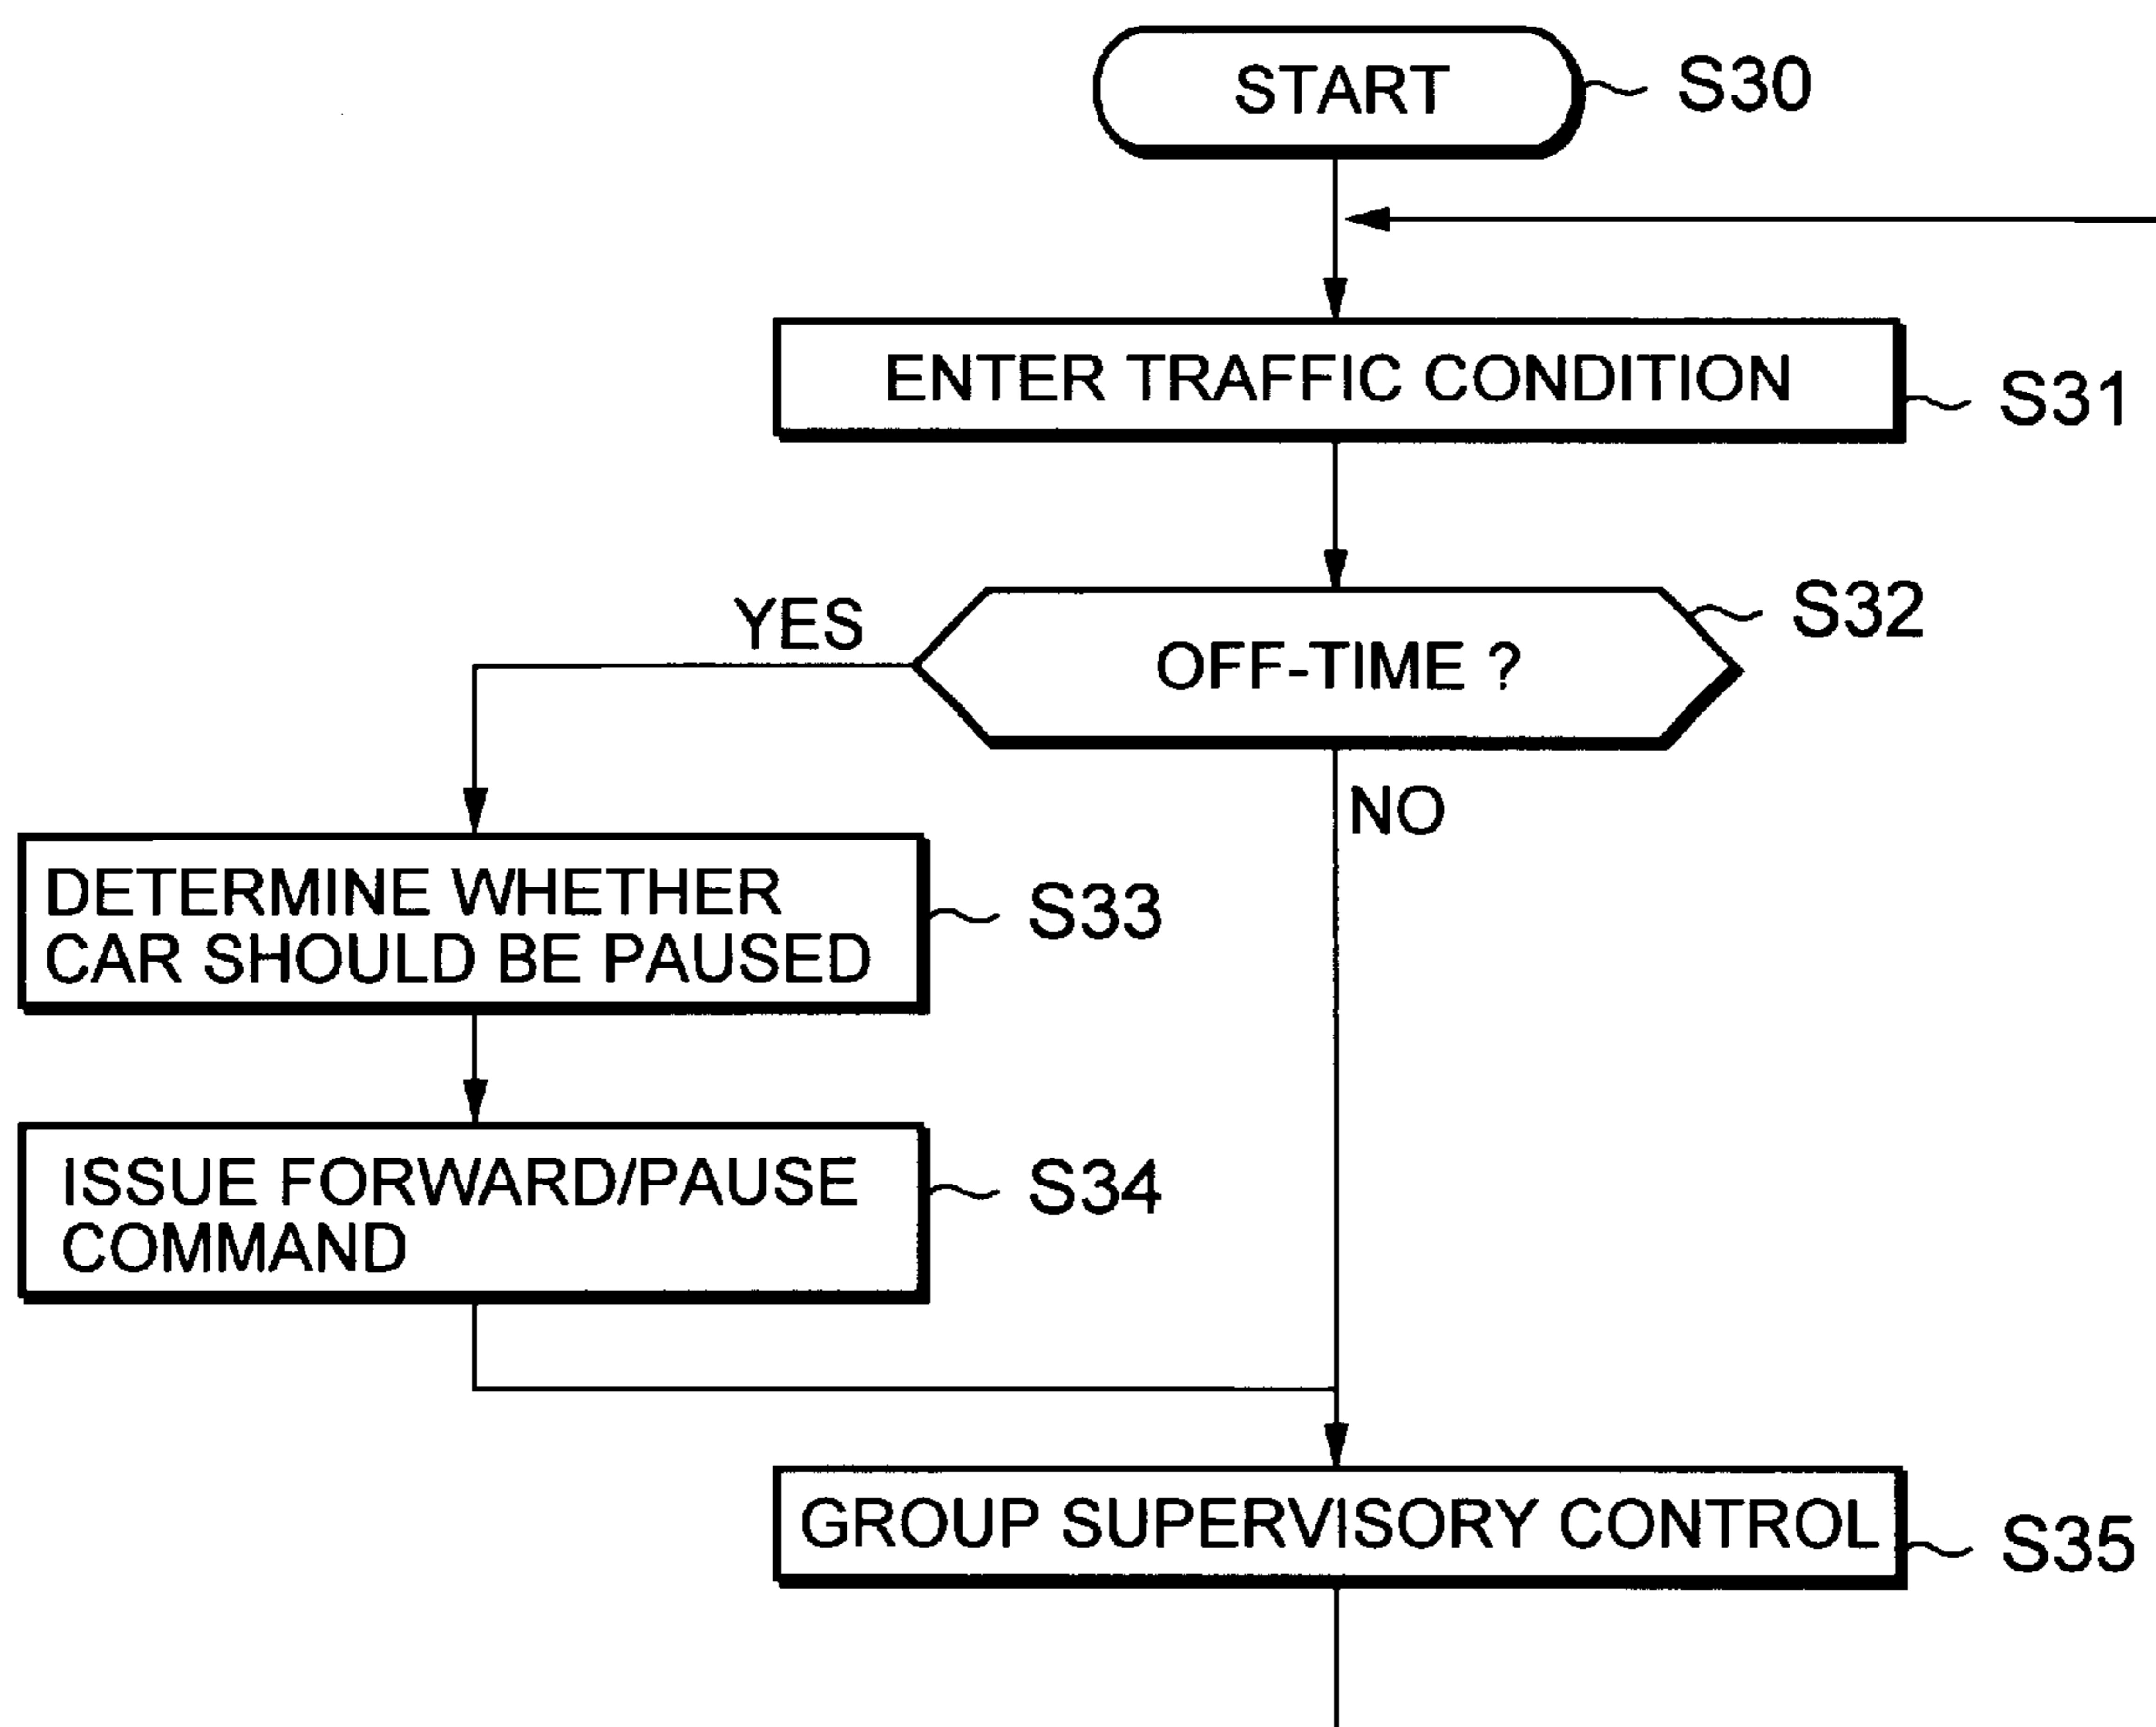 START
S30
ENTER TRAFFIC CONDITION
S31
OFF-TIME ?
S32
YES
NO
DETERMINE WHETHER
CAR SHOULD BE PAUSED
S33
ISSUE FORWARD/PAUSE
COMMAND
S34
GROUP SUPERVISORY CONTROL
S35